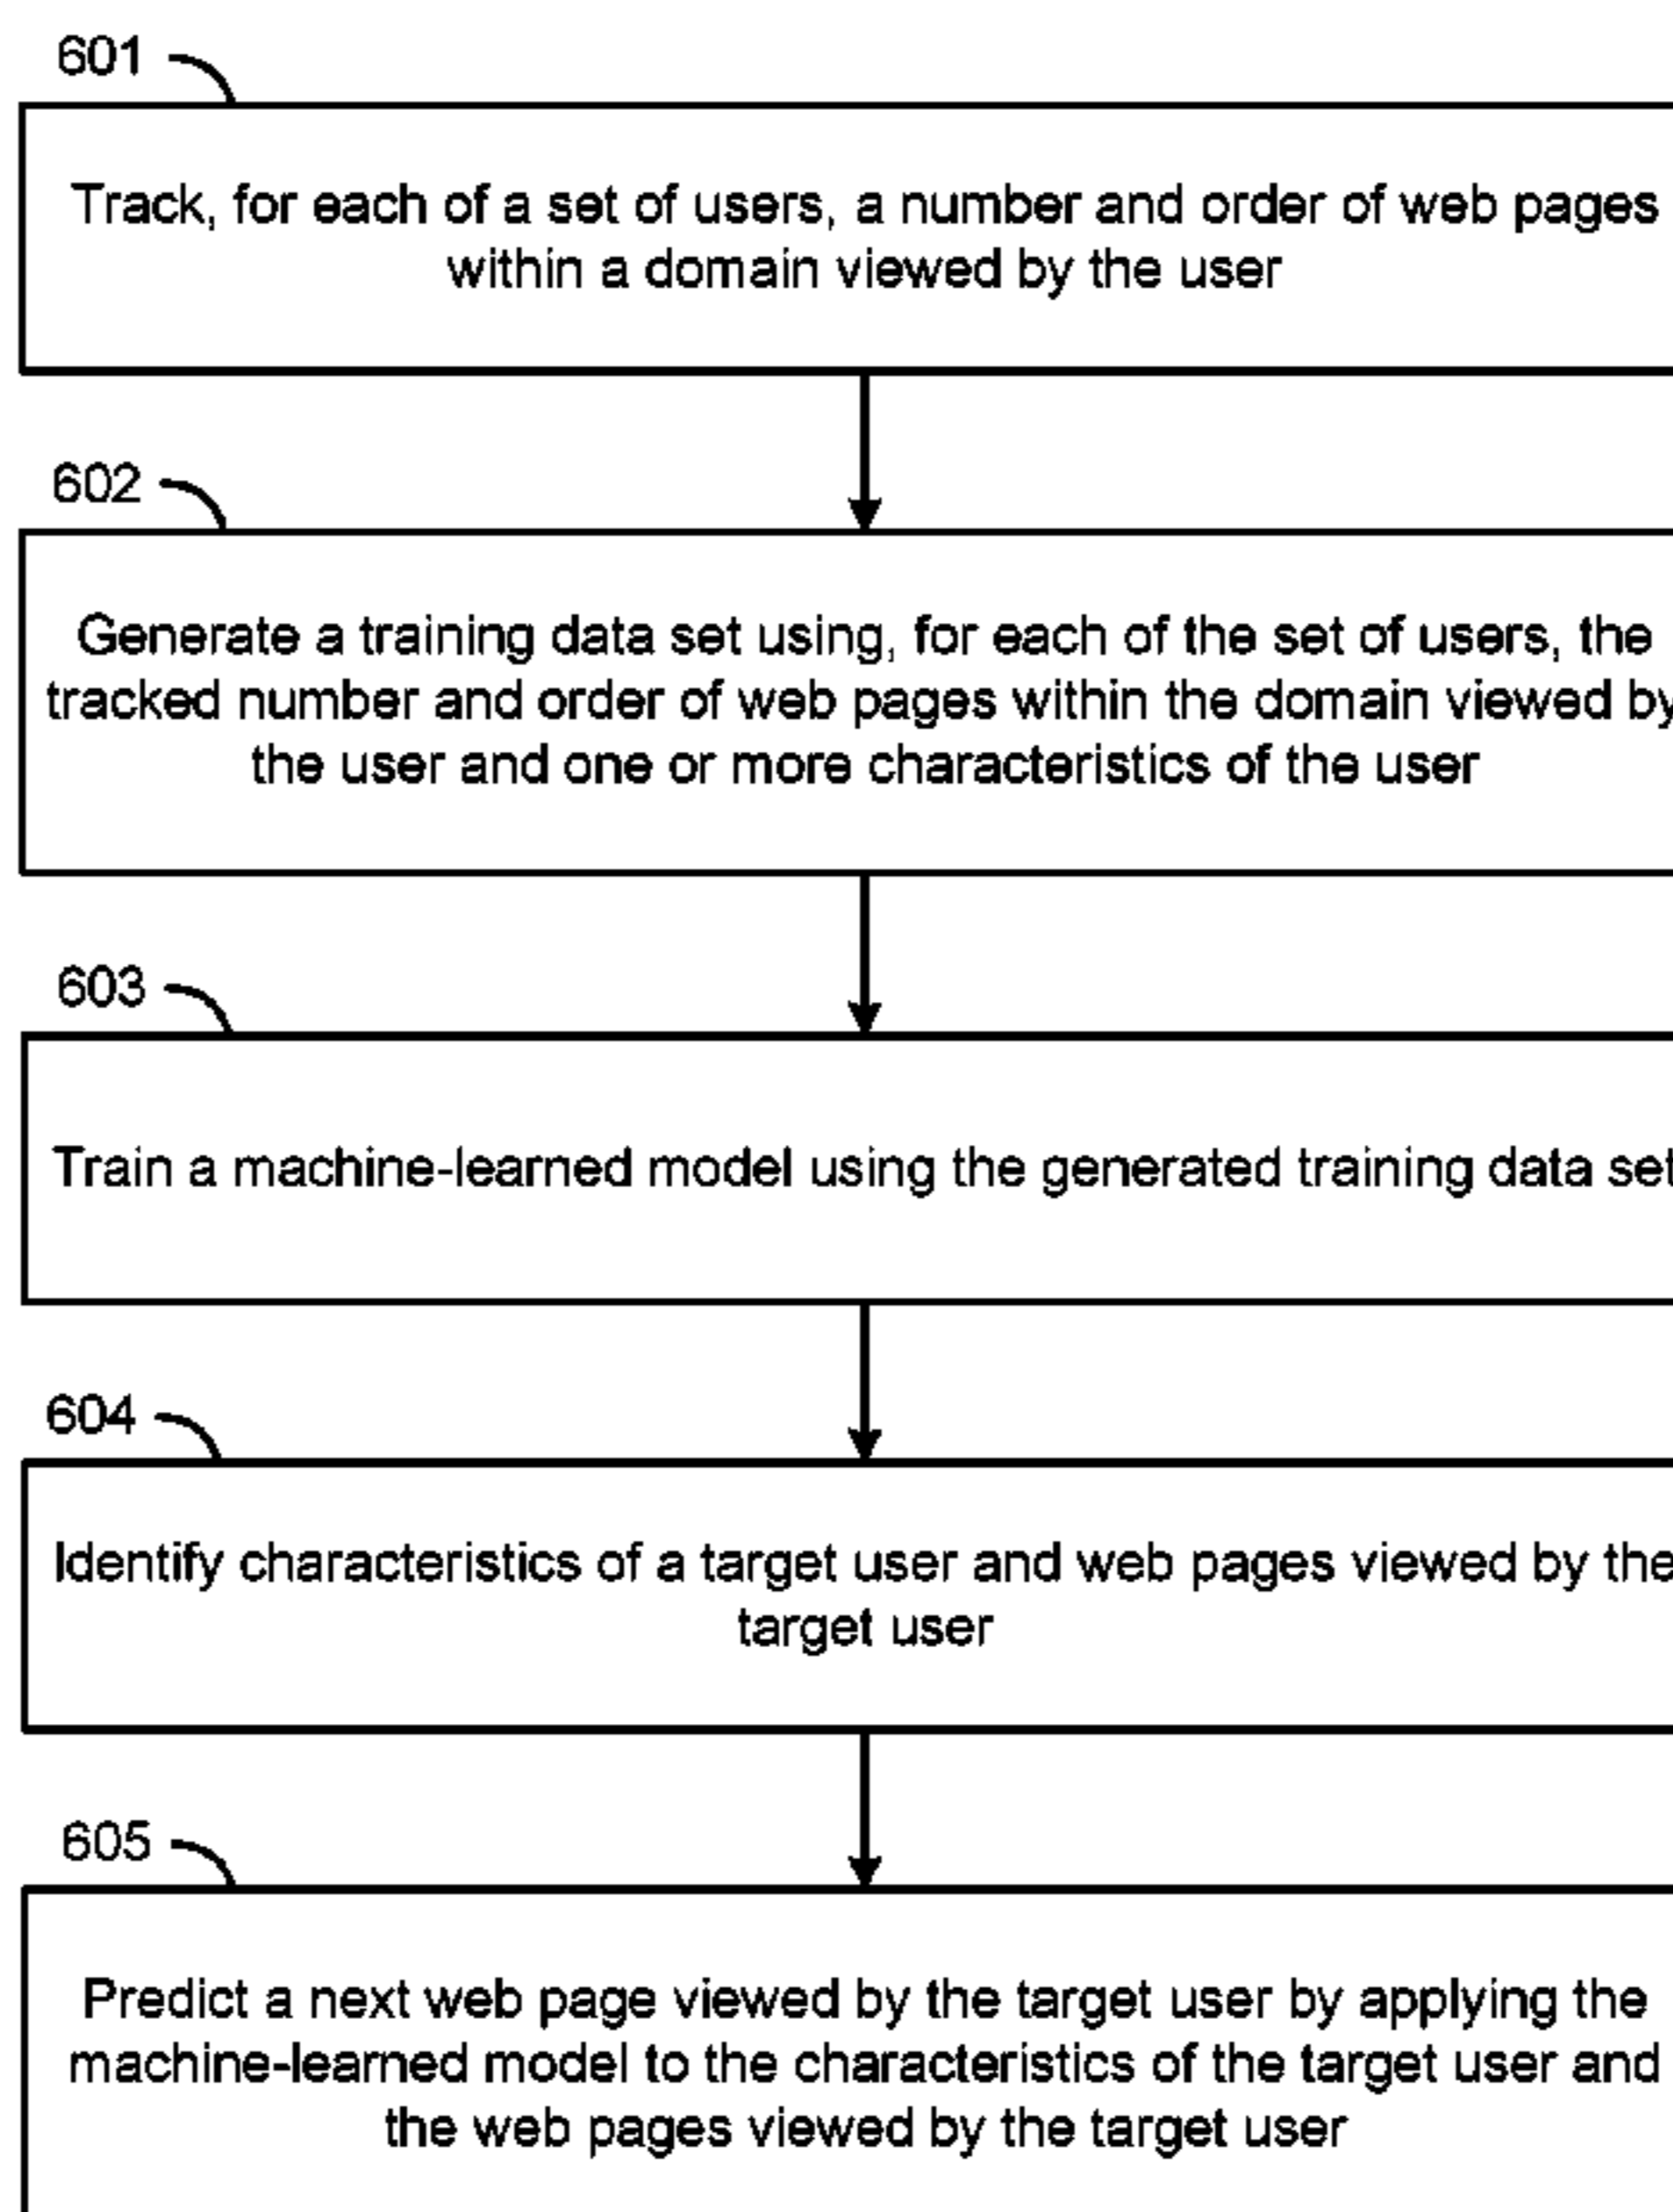 601
Track, for each of a set of users, a number and order of web pages
within a domain viewed by the user
602
Generate a training data set using, for each of the set of users, the
tracked number and order of web pages within the domain viewed by
the user and one or more characteristics of the user
603
Train a machine-learned model using the generated training data set
604
Identify characteristics of a target user and web pages viewed by the
target user
605
Predict a next web page viewed by the target user by applying the
machine-learned model to the characteristics of the target user and
the web pages viewed by the target user